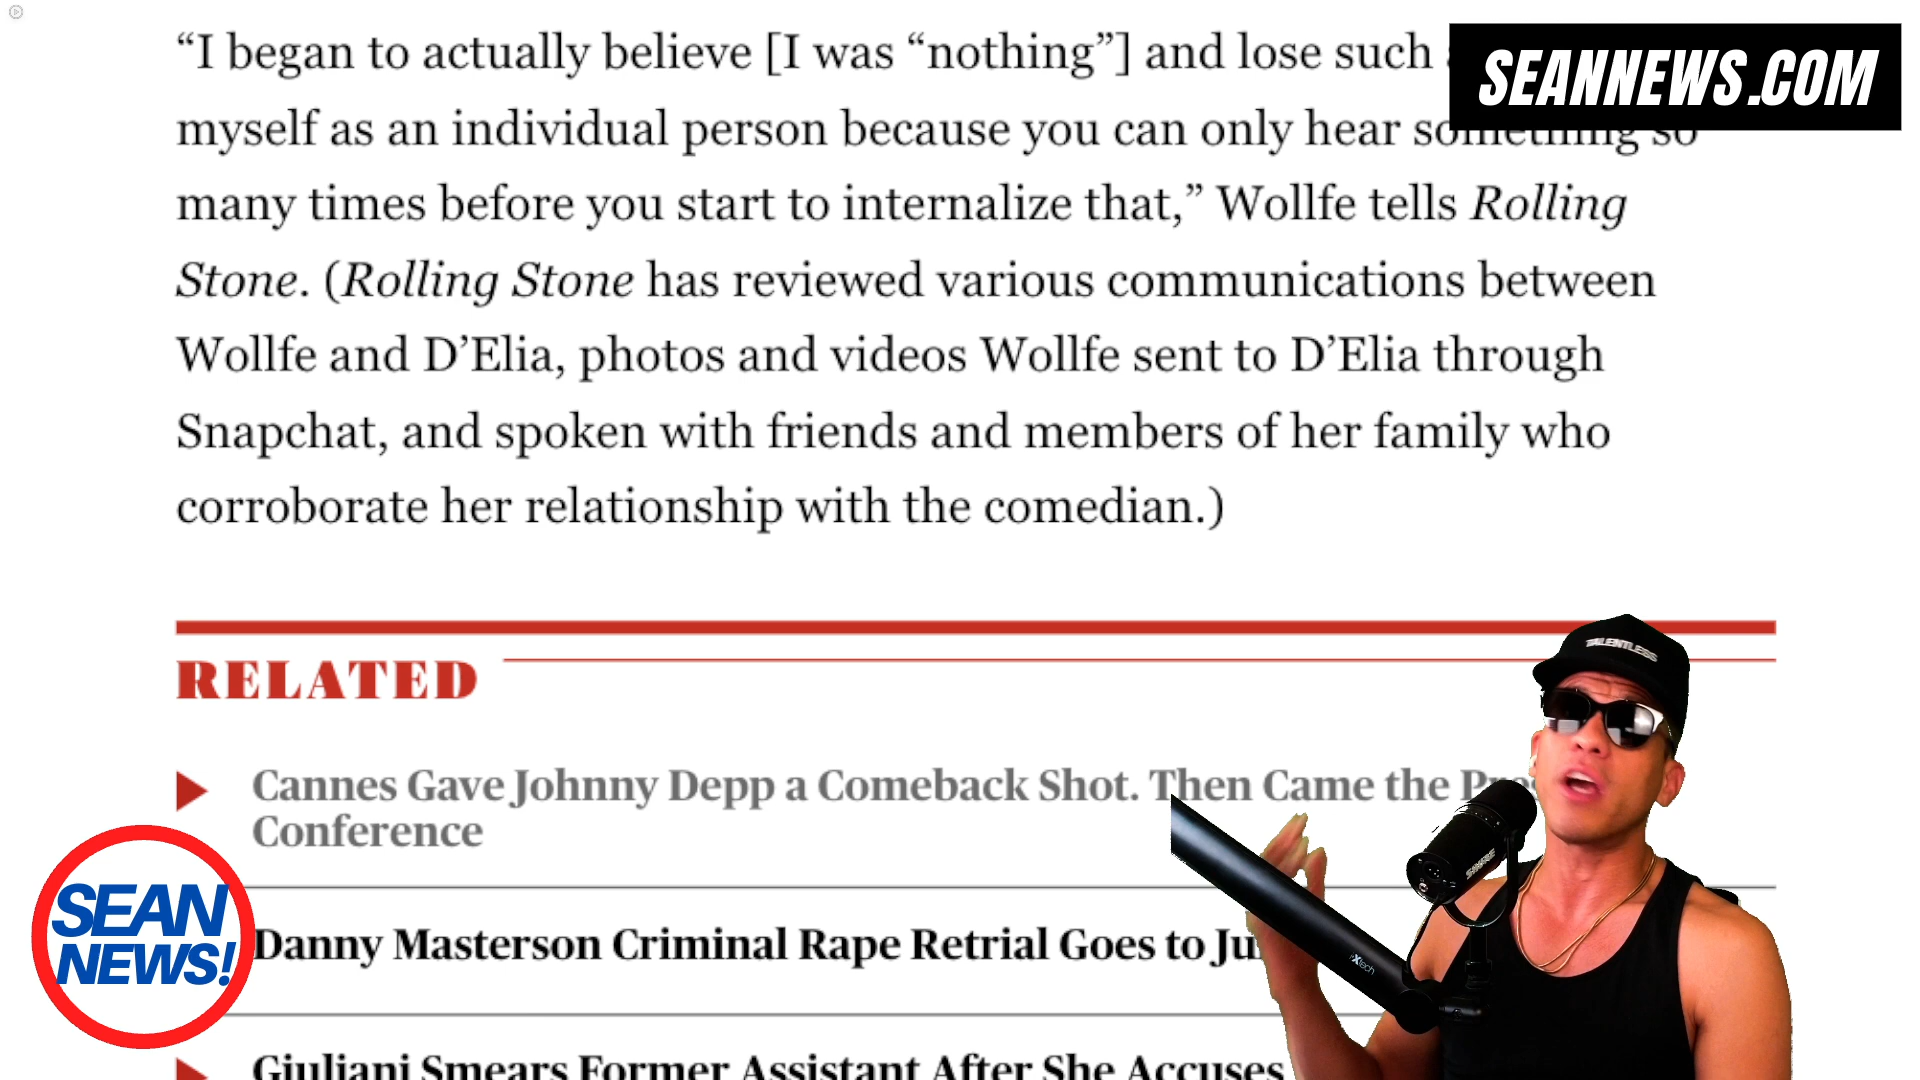 “I began to actually believe [I was “nothing”] and lose such
SEANNEWS.COM
myself as an individual person because you can only hear something so
many times before you start to internalize that,” Wollfe tells Rolling
Stone. (Rolling Stone has reviewed various communications between
Wollfe and D’Elia, photos and videos Wollfe sent to D’Elia through
Snapchat, and spoken with friends and members of her family who
corroborate her relationship with the comedian.)
RELATED
TALENTLESS
Cannes Gave Johnny Depp a Comeback Shot. Then Came the
Conference
SHURE
SEAN
NEWS!
Danny Masterson Criminal Rape Retrial Goes to
Giuliani Smears Former Assistant After She Accuses